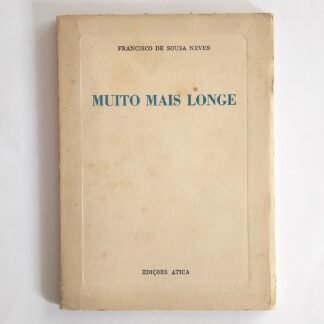 FRANCISCO DE SOUSA NEVES
MUITO MAIS LONGE
EDIÇÕES ATICA